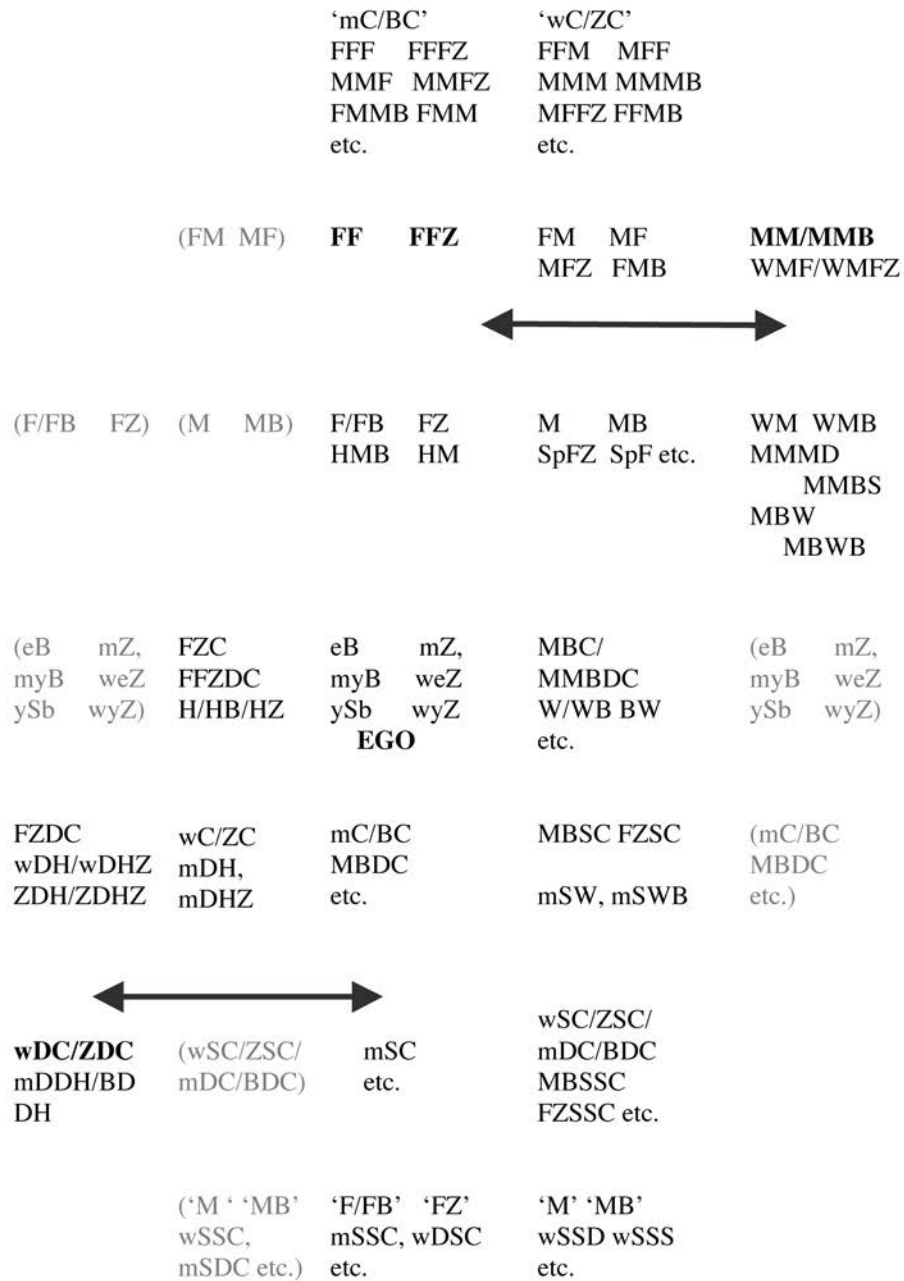 ‘mC/BC’ ‘wC/ZC’
FFF FFFZ FFM MFF
MMF MMFZ MMM MMMB
FMMB FMM MFFZ FFMB
etc. etc.
(FM MF) FF FFZ FM MF MM/MMB
MFZ FMB WMF/WMFZ
(F/FB FZ) (M MB) F/FB FZ M MB WM WMB
HMB HM SpFZ SpF etc. MMMD
MMBS
MBW
MBWB
(eB mZ, FZC eB mZ, MBC/ (eB mZ,
myB weZ FFZDC myB weZ MMBDC myB weZ
ySb wyZ) H/HB/HZ ySb wyZ W/WB BW ySb wyZ)
EGO etc.
FZDC wC/ZC mC/BC MBSC FZSC (mC/BC
wDH/wDHZ mDH, MBDC MBDC
ZDH/ZDHZ mDHZ etc. mSW, mSWB etc.)
wSC/ZSC/
wDC/ZDC (wSC/ZSC/ mSC mDC/BDC
mDDH/BD mDC/BDC) etc. MBSSC
DH FZSSC etc.
(‘M ‘ ‘MB’ ‘F/FB’ ‘FZ’ ‘M’ ‘MB’
wSSC, mSSC, wDSC wSSD wSSS
mSDC etc.) etc. etc.